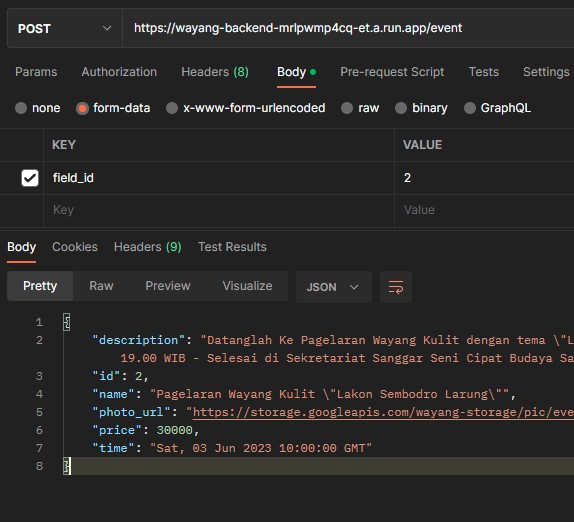 POST https://wayang-backend-mrlpwmp4cq-et.a.run.app/event
Params Authorization Headers (8) Body Pre-request Script Tests Settings
none form-data x-www-form-urlencoded raw binary GraphQL
KEY VALUE
field_id 2
Key Value
Body Cookies Headers (9) Test Results
Pretty Raw Preview Visualize JSON
1 {
2 "description": "Datanglah Ke Pagelaran Wayang Kulit dengan tema \"L
19.00 WIB - Selesai di Sekretariat Sanggar Seni Cipat Budaya Sa
3 "id": 2,
4 "name": "Pagelaran Wayang Kulit \"Lakon Sembodro Larung\"",
5 "photo_url": "https://storage.googleapis.com/wayang-storage/pic/eve
6 "price": 30000,
7 "time": "Sat, 03 Jun 2023 10:00:00 GMT"
8 }